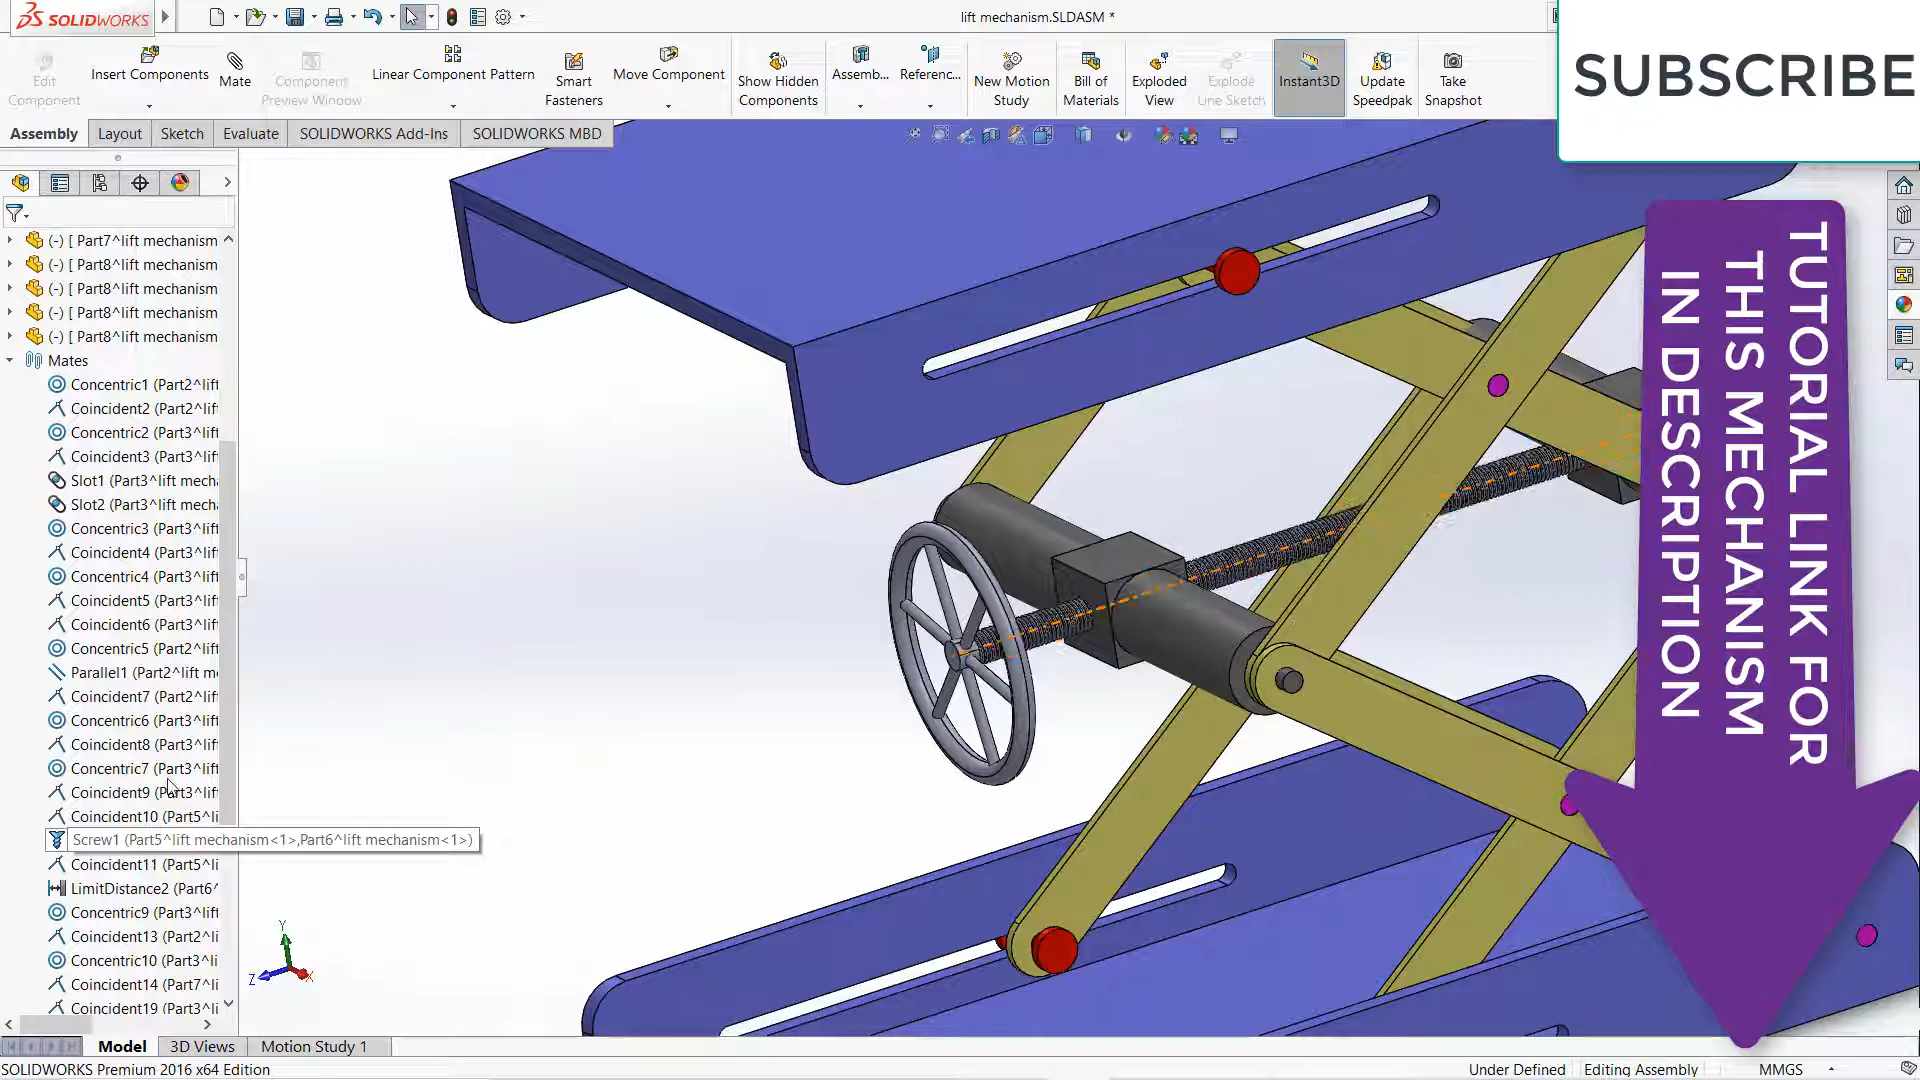 SOLIDWORKS
lift mechanism.SLDASM *
Edit Component
Insert Components
Mate
Component Preview Window
Linear Component Pattern
Smart Fasteners
Move Component
Show Hidden Components
Assemb...
Referenc...
New Motion Study
Bill of Materials
Exploded View
Explode Line Sketch
Instant3D
Update Speedpak
Take Snapshot
SUBSCRIBE
Assembly
Layout
Sketch
Evaluate
SOLIDWORKS Add-Ins
SOLIDWORKS MBD
(-) [ Part7^lift mechanism
(-) [ Part8^lift mechanism
(-) [ Part8^lift mechanism
(-) [ Part8^lift mechanism
(-) [ Part8^lift mechanism
Mates
Concentric1 (Part2^lift
Coincident2 (Part2^lift
Concentric2 (Part3^lift
Coincident3 (Part3^lift
Slot1 (Part3^lift mech
Slot2 (Part3^lift mech
Concentric3 (Part3^lift
Coincident4 (Part3^lift
Concentric4 (Part3^lift
Coincident5 (Part3^lift
Coincident6 (Part3^lift
Concentric5 (Part2^lift
Parallel1 (Part2^lift m
Coincident7 (Part2^lift
Concentric6 (Part3^lift
Coincident8 (Part3^lift
Concentric7 (Part3^lift
Coincident9 (Part3^lift
Coincident10 (Part5^li
Screw1 (Part5^lift mechanism<1>,Part6^lift mechanism<1>)
Coincident11 (Part5^li
LimitDistance2 (Part6^
Concentric9 (Part3^lift
Coincident13 (Part2^li
Concentric10 (Part3^li
Coincident14 (Part7^li
Coincident19 (Part3^li
TUTORIAL LINK FOR
THIS MECHANISM
IN DESCRIPTION
Y
Z
X
Model
3D Views
Motion Study 1
SOLIDWORKS Premium 2016 x64 Edition
Under Defined
Editing Assembly
MMGS